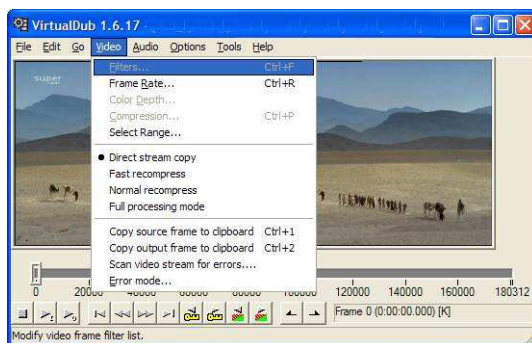 VirtualDub 1.6.17
File Edit Go Video Audio Options Tools Help
super
Filters... Ctrl+F
Frame Rate... Ctrl+R
Color Depth...
Compression... Ctrl+P
Select Range...
Direct stream copy
Fast recompress
Normal recompress
Full processing mode
Copy source frame to clipboard Ctrl+1
Copy output frame to clipboard Ctrl+2
Scan video stream for errors....
Error mode...
0 120000 140000 160000 180312
Frame 0 (0:00:00.000) [K]
Modify video frame filter list.